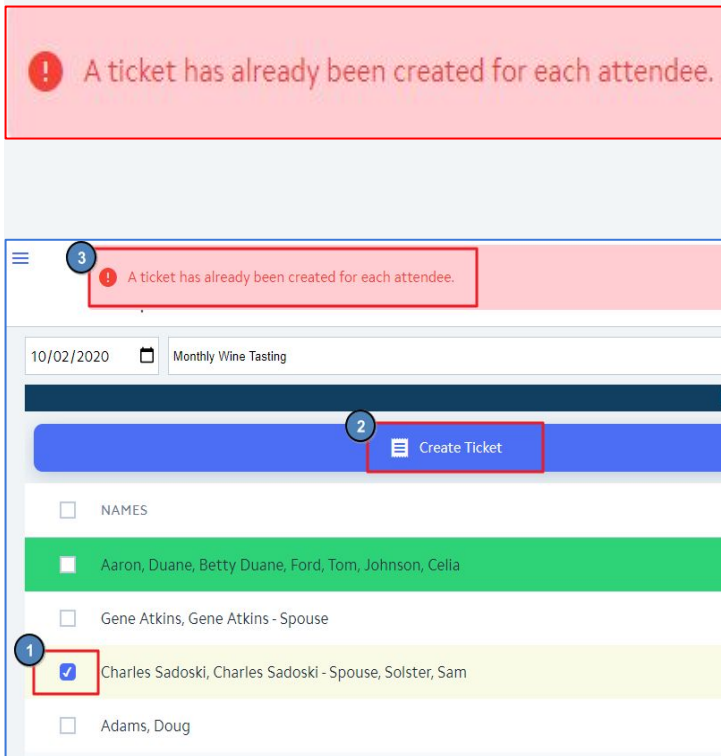 A ticket has already been created for each attendee.
3
A ticket has already been created for each attendee.
10/02/2020 Monthly Wine Tasting
2
Create Ticket
NAMES
Aaron, Duane, Betty Duane, Ford, Tom, Johnson, Celia
Gene Atkins, Gene Atkins - Spouse
1
Charles Sadoski, Charles Sadoski - Spouse, Solster, Sam
Adams, Doug